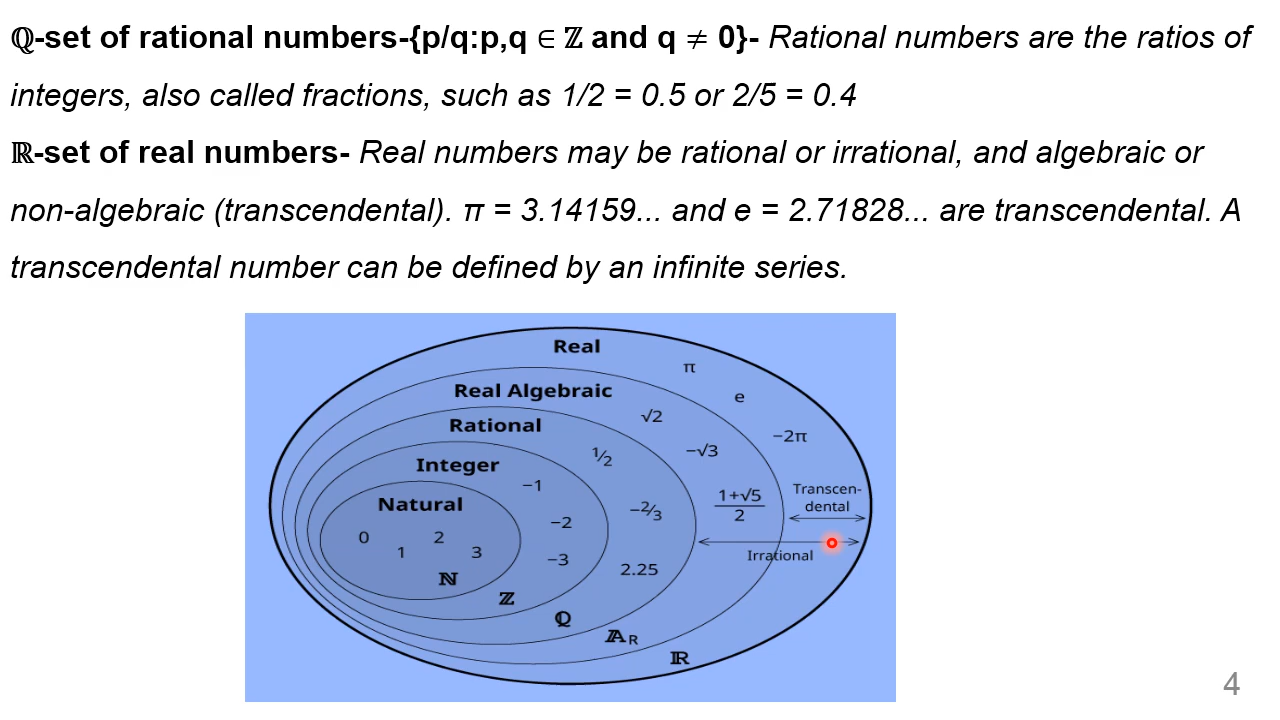 ℚ-set of rational numbers-{p/q:p,q ∈ ℤ and q ≠ 0}- Rational numbers are the ratios of
integers, also called fractions, such as 1/2 = 0.5 or 2/5 = 0.4
ℝ-set of real numbers- Real numbers may be rational or irrational, and algebraic or
non-algebraic (transcendental). π = 3.14159... and e = 2.71828... are transcendental. A
transcendental number can be defined by an infinite series.
Real
π
Real Algebraic
e
√2
Rational
−2π
−√3
½
Integer
−1
Transcen-
dental
1+√5
2
Natural
−⅔
−2
0
1
2
3
Irrational
−3
2.25
ℕ
ℤ
ℚ
𝔸R
ℝ
4